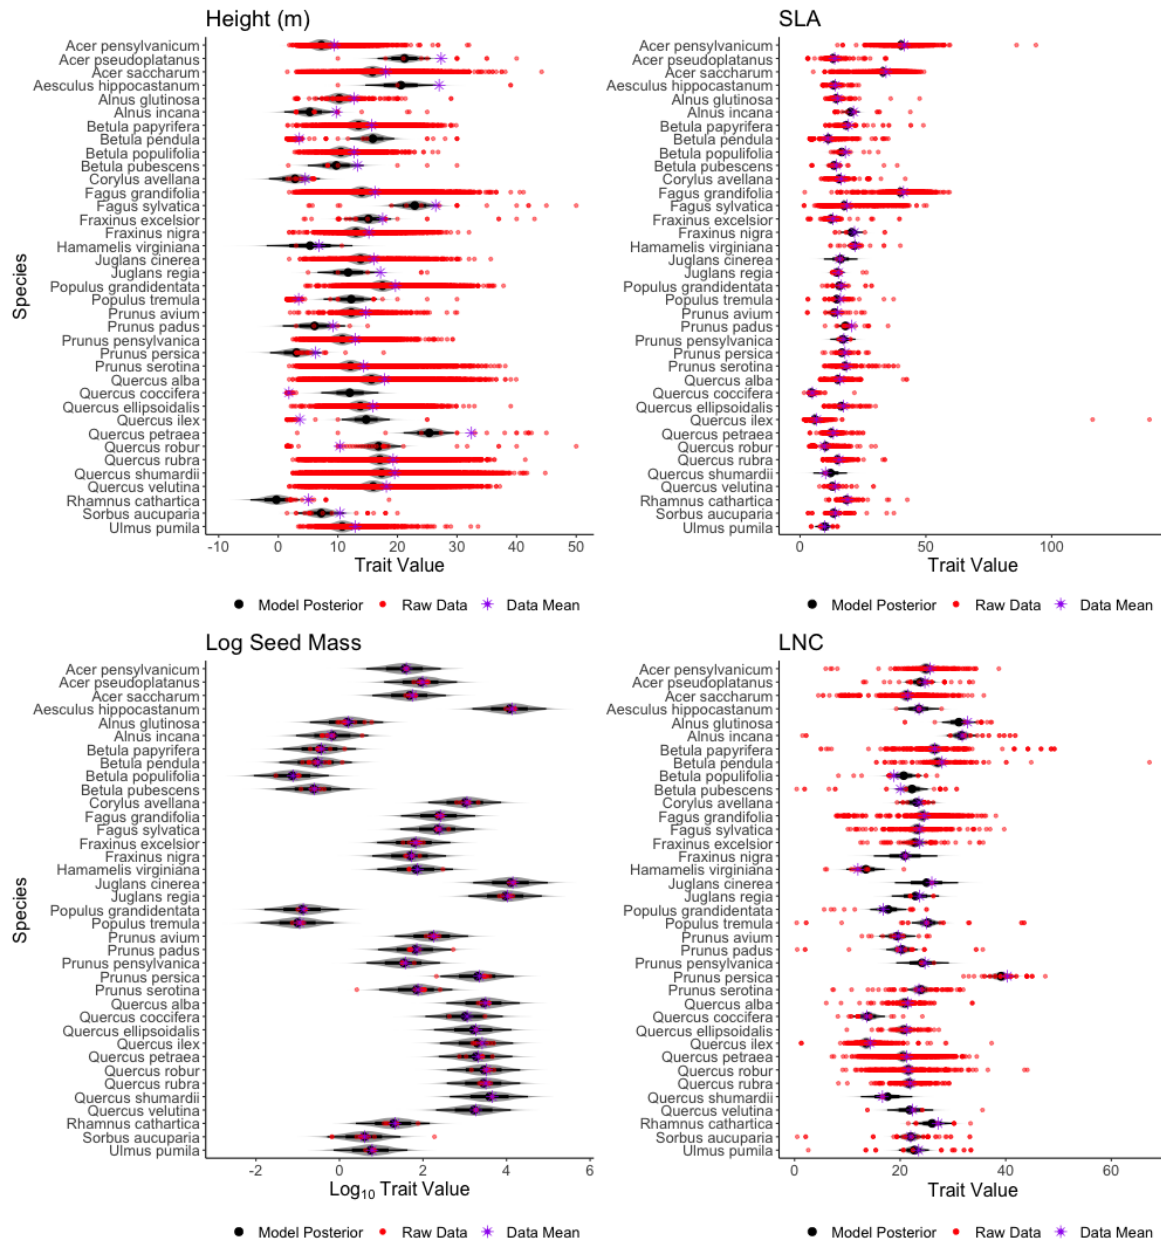 Height (m)
Species
Acer pensylvanicum
Acer pseudoplatanus
Acer saccharum
Aesculus hippocastanum
Alnus glutinosa
Alnus incana
Betula papyrifera
Betula pendula
Betula populifolia
Betula pubescens
Corylus avellana
Fagus grandifolia
Fagus sylvatica
Fraxinus excelsior
Fraxinus nigra
Hamamelis virginiana
Juglans cinerea
Juglans regia
Populus grandidentata
Populus tremula
Prunus avium
Prunus padus
Prunus pensylvanica
Prunus persica
Prunus serotina
Quercus alba
Quercus coccifera
Quercus ellipsoidalis
Quercus ilex
Quercus petraea
Quercus robur
Quercus rubra
Quercus shumardii
Quercus velutina
Rhamnus cathartica
Sorbus aucuparia
Ulmus pumila
-10 0 10 20 30 40 50
Trait Value
Model Posterior Raw Data Data Mean
SLA
Acer pensylvanicum
Acer pseudoplatanus
Acer saccharum
Aesculus hippocastanum
Alnus glutinosa
Alnus incana
Betula papyrifera
Betula pendula
Betula populifolia
Betula pubescens
Corylus avellana
Fagus grandifolia
Fagus sylvatica
Fraxinus excelsior
Fraxinus nigra
Hamamelis virginiana
Juglans cinerea
Juglans regia
Populus grandidentata
Populus tremula
Prunus avium
Prunus padus
Prunus pensylvanica
Prunus persica
Prunus serotina
Quercus alba
Quercus coccifera
Quercus ellipsoidalis
Quercus ilex
Quercus petraea
Quercus robur
Quercus rubra
Quercus shumardii
Quercus velutina
Rhamnus cathartica
Sorbus aucuparia
Ulmus pumila
0 50 100
Trait Value
Model Posterior Raw Data Data Mean
Log Seed Mass
Species
Acer pensylvanicum
Acer pseudoplatanus
Acer saccharum
Aesculus hippocastanum
Alnus glutinosa
Alnus incana
Betula papyrifera
Betula pendula
Betula populifolia
Betula pubescens
Corylus avellana
Fagus grandifolia
Fagus sylvatica
Fraxinus excelsior
Fraxinus nigra
Hamamelis virginiana
Juglans cinerea
Juglans regia
Populus grandidentata
Populus tremula
Prunus avium
Prunus padus
Prunus pensylvanica
Prunus persica
Prunus serotina
Quercus alba
Quercus coccifera
Quercus ellipsoidalis
Quercus ilex
Quercus petraea
Quercus robur
Quercus rubra
Quercus shumardii
Quercus velutina
Rhamnus cathartica
Sorbus aucuparia
Ulmus pumila
-2 0 2 4 6
Log₁₀ Trait Value
Model Posterior Raw Data Data Mean
LNC
Acer pensylvanicum
Acer pseudoplatanus
Acer saccharum
Aesculus hippocastanum
Alnus glutinosa
Alnus incana
Betula papyrifera
Betula pendula
Betula populifolia
Betula pubescens
Corylus avellana
Fagus grandifolia
Fagus sylvatica
Fraxinus excelsior
Fraxinus nigra
Hamamelis virginiana
Juglans cinerea
Juglans regia
Populus grandidentata
Populus tremula
Prunus avium
Prunus padus
Prunus pensylvanica
Prunus persica
Prunus serotina
Quercus alba
Quercus coccifera
Quercus ellipsoidalis
Quercus ilex
Quercus petraea
Quercus robur
Quercus rubra
Quercus shumardii
Quercus velutina
Rhamnus cathartica
Sorbus aucuparia
Ulmus pumila
0 20 40 60
Trait Value
Model Posterior Raw Data Data Mean